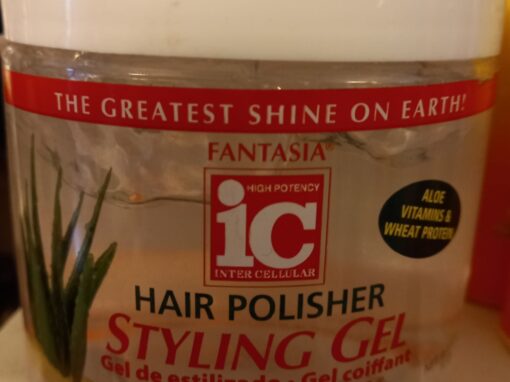 THE GREATEST SHINE ON EARTH!
FANTASIA®
HIGH POTENCY
ic
INTER CELLULAR
ALOE
VITAMINS &
WHEAT PROTEIN
HAIR POLISHER
STYLING GEL
Gel de estilizado • Gel coiffant